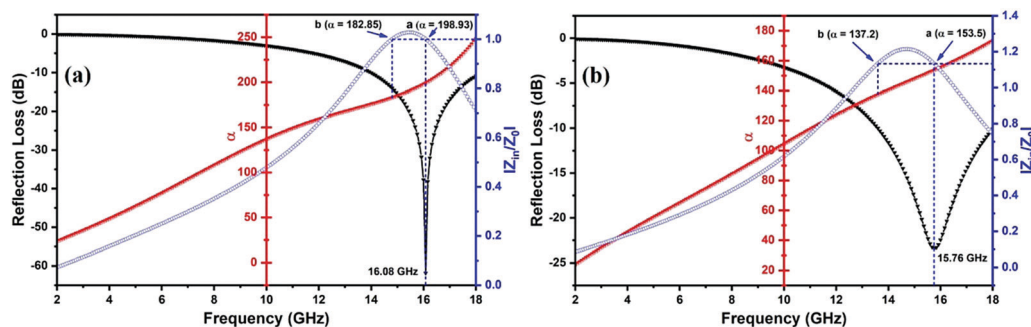 b (α = 182.85)
a (α = 198.93)
(a)
Reflection Loss (dB)
0
-10
-20
-30
-40
-50
-60
α
250
200
150
100
50
0
|Z_in/Z_0|
1.0
0.8
0.6
0.4
0.2
0.0
16.08 GHz
2 4 6 8 10 12 14 16 18
Frequency (GHz)
b (α = 137.2)
a (α = 153.5)
(b)
Reflection Loss (dB)
0
-5
-10
-15
-20
-25
α
180
160
140
120
100
80
60
40
20
1.4
1.2
1.0
0.8
0.6
0.4
0.2
0.0
|Z_in/Z_0|
15.76 GHz
2 4 6 8 10 12 14 16 18
Frequency (GHz)